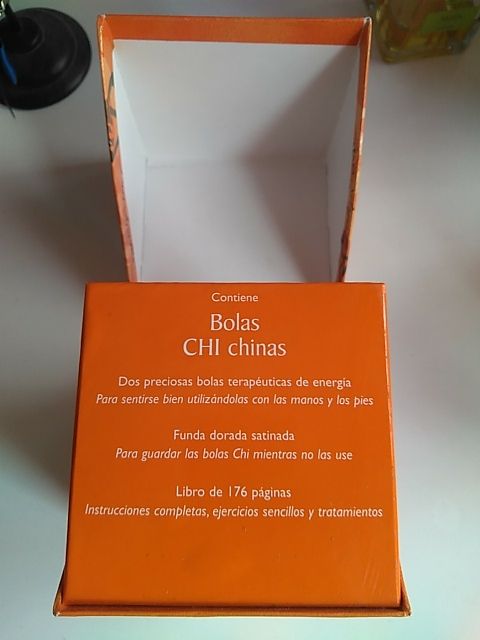 Contiene
Bolas
CHI chinas
Dos preciosas bolas terapéuticas de energía
Para sentirse bien utilizándolas con las manos y los pies
Funda dorada satinada
Para guardar las bolas Chi mientras no las use
Libro de 176 páginas
Instrucciones completas, ejercicios sencillos y tratamientos